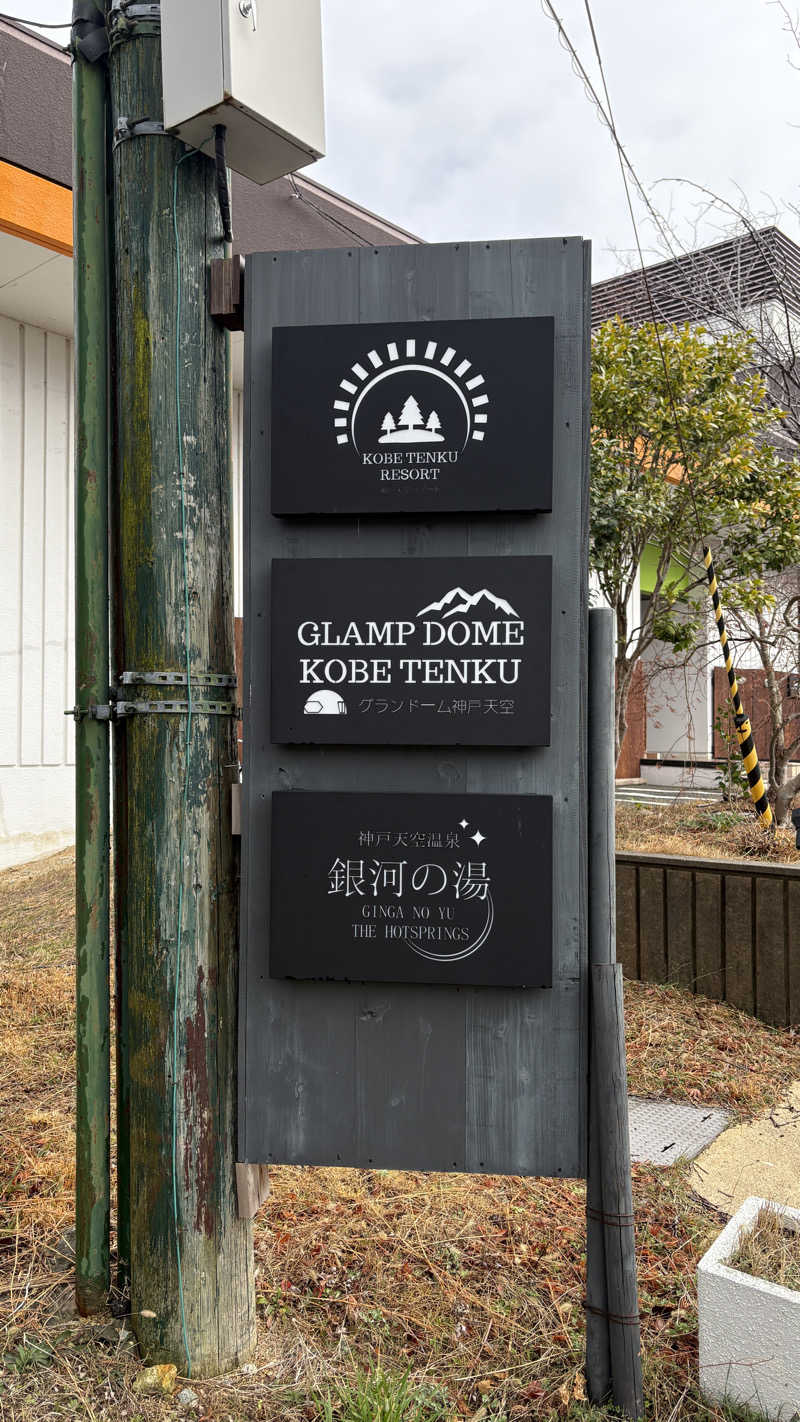 KOBE TENKU
RESORT
GLAMP DOME
KOBE TENKU
グランドーム神戸天空
神戸天空温泉
銀河の湯
GINGA NO YU
THE HOTSPRINGS